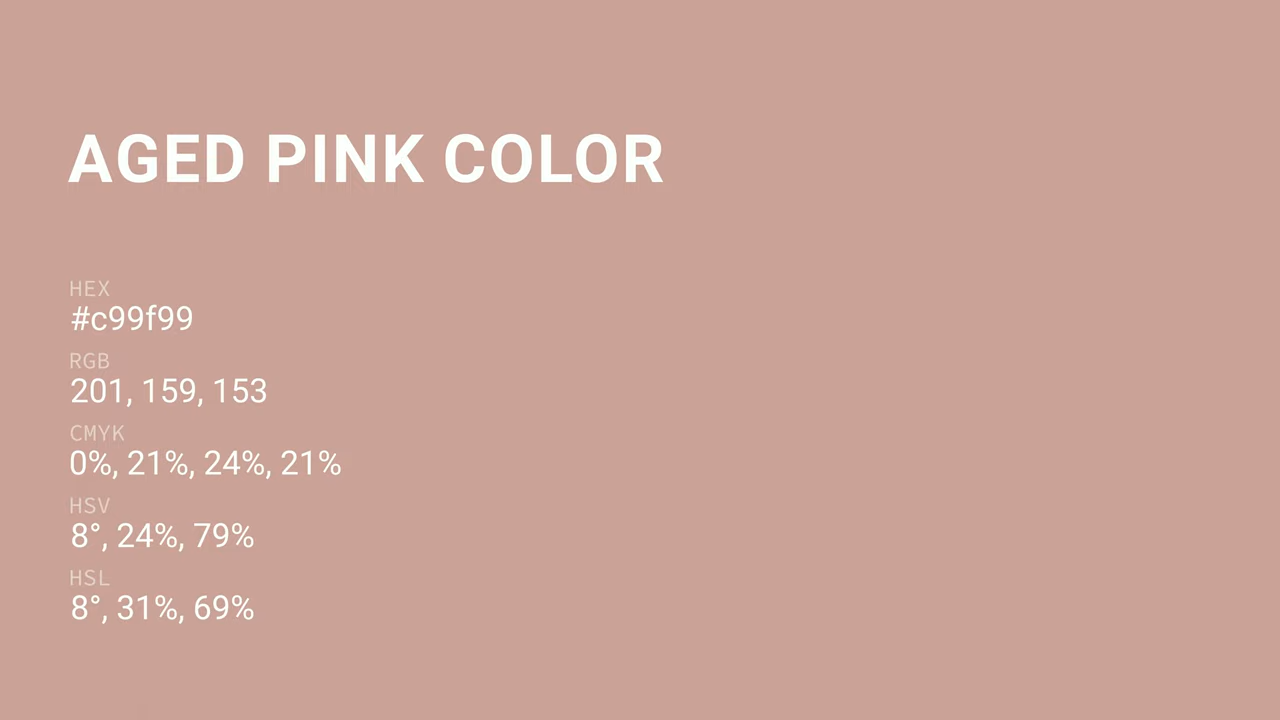 AGED PINK COLOR
HEX
#c99f99
RGB
201, 159, 153
CMYK
0%, 21%, 24%, 21%
HSV
8°, 24%, 79%
HSL
8°, 31%, 69%